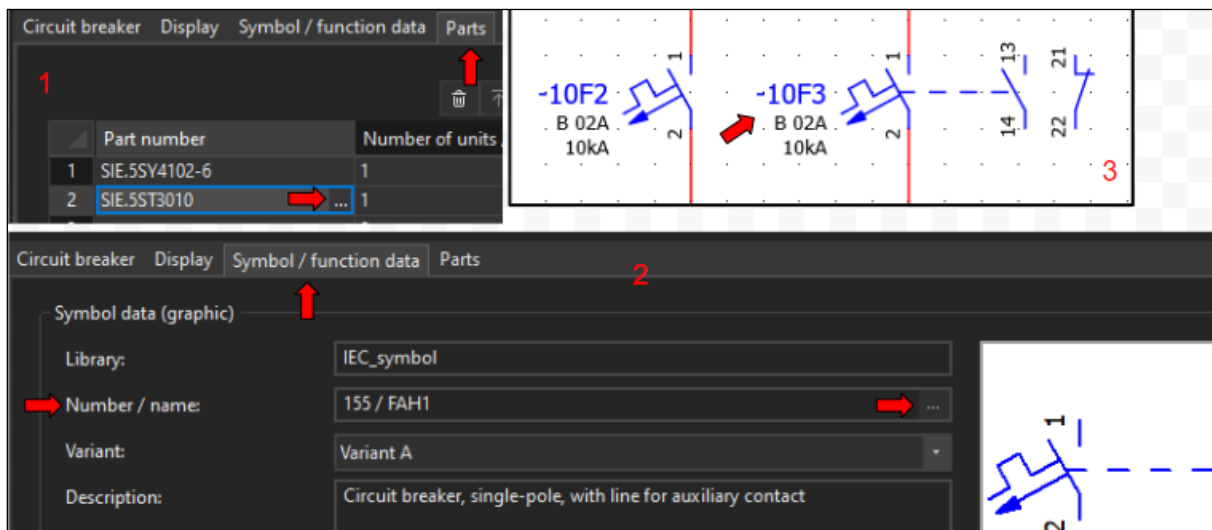 Circuit breaker Display Symbol / function data Parts
1
Part number Number of units
1 SIE.5SY4102-6 1
2 SIE.5ST3010 ... 1
-10F2
B 02A
10kA
1
2
-10F3
B 02A
10kA
1
2
13
14
21
22
3
Circuit breaker Display Symbol / function data Parts
2
Symbol data (graphic)
Library: IEC_symbol
Number / name: 155 / FAH1 ...
Variant: Variant A
Description: Circuit breaker, single-pole, with line for auxiliary contact
1
2